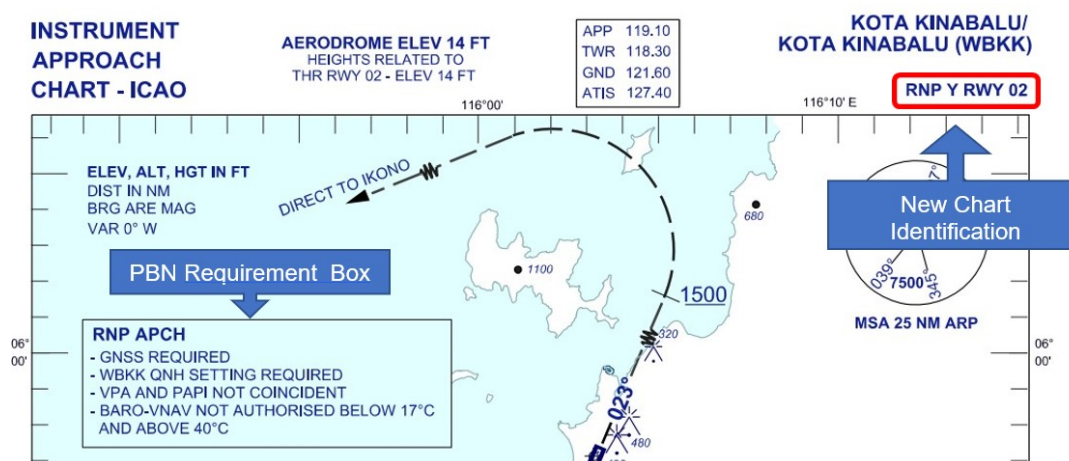 INSTRUMENT
APPROACH
CHART - ICAO
AERODROME ELEV 14 FT
HEIGHTS RELATED TO
THR RWY 02 - ELEV 14 FT
APP 119.10
TWR 118.30
GND 121.60
ATIS 127.40
KOTA KINABALU/
KOTA KINABALU (WBKK)
RNP Y RWY 02
116°00'
116°10' E
ELEV, ALT, HGT IN FT
DIST IN NM
BRG ARE MAG
VAR 0° W
DIRECT TO IKONO
680
New Chart
Identification
PBN Requirement Box
1100
1500
039°
7500
345°
MSA 25 NM ARP
320
06°
00'
06°
00'
RNP APCH
- GNSS REQUIRED
- WBKK QNH SETTING REQUIRED
- VPA AND PAPI NOT COINCIDENT
- BARO-VNAV NOT AUTHORISED BELOW 17°C
AND ABOVE 40°C
023°
480